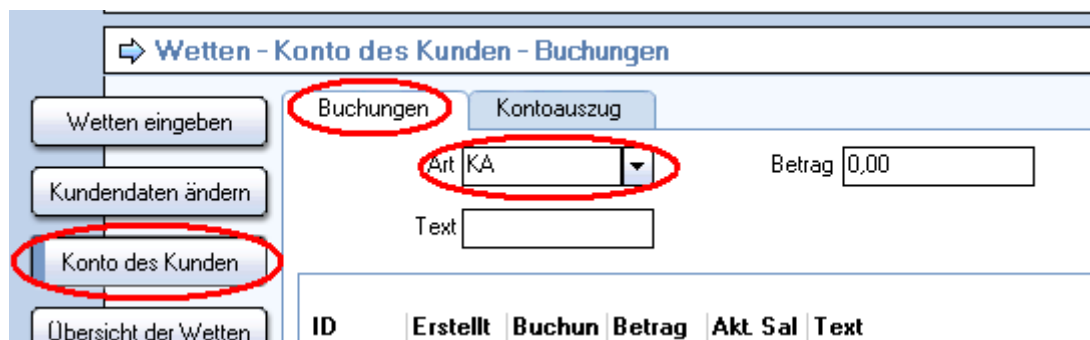 Wetten - Konto des Kunden - Buchungen
Wetten eingeben
Kundendaten ändern
Konto des Kunden
Übersicht der Wetten
Buchungen Kontoauszug
Art KA Betrag 0,00
Text
ID Erstellt Buchun Betrag Akt. Sal Text